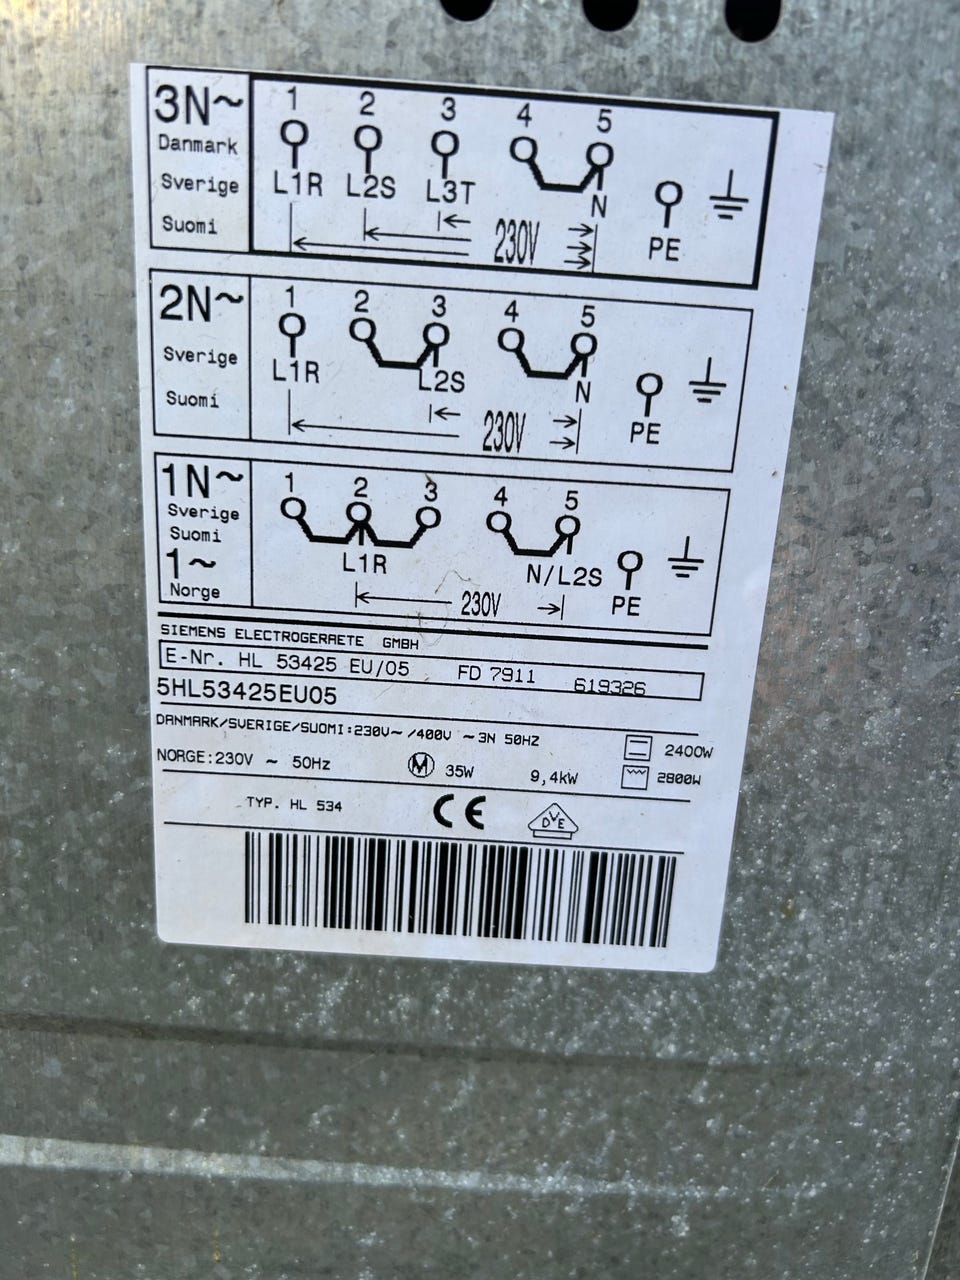 3N~
Danmark
Sverige
Suomi
1 2 3 4 5
L1R L2S L3T N PE
230V
2N~
Sverige
Suomi
1 2 3 4 5
L1R L2S N PE
230V
1N~
Sverige
Suomi
1~
Norge
1 2 3 4 5
L1R N/L2S PE
230V
SIEMENS ELECTROGERAETE GMBH
E-Nr. HL 53425 EU/05 FD 7911 619326
5HL53425EU05
DANMARK/SVERIGE/SUOMI:230V~ /400V ~3N 50HZ 2400W
NORGE:230V ~ 50Hz M 35W 9,4kW 2800W
TYP. HL 534 CE DVE